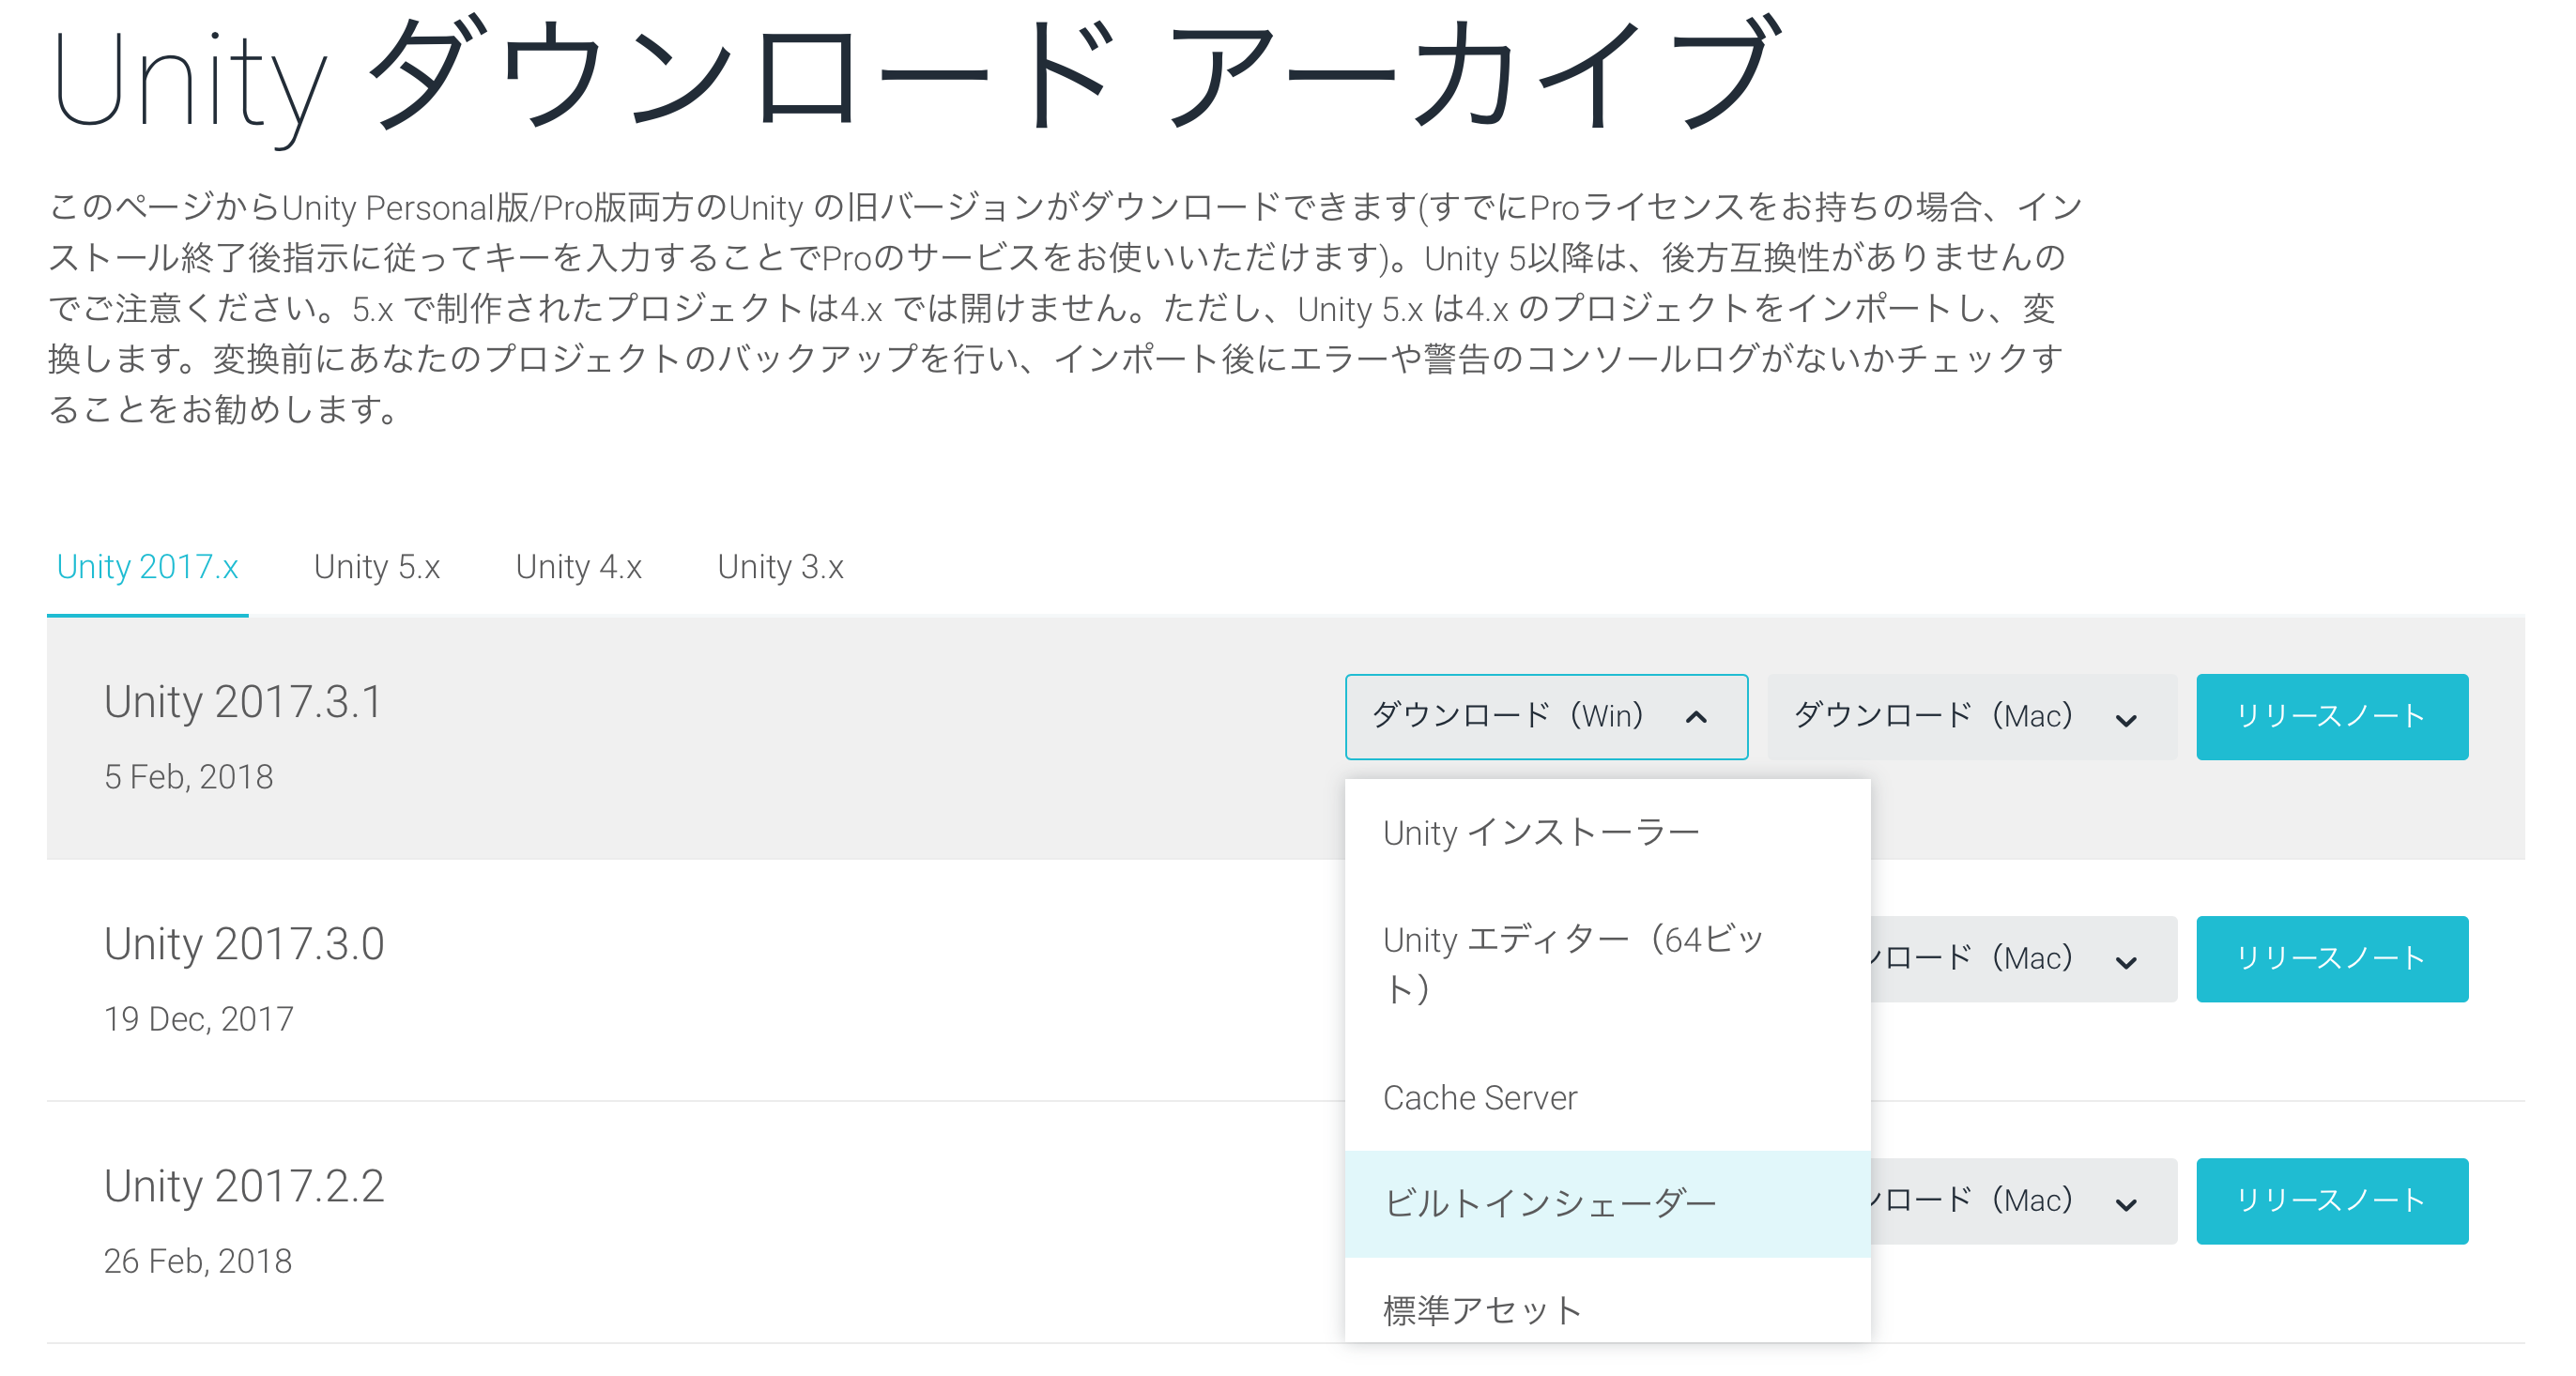 Unity ダウンロード アーカイブ
このページからUnity Personal版/Pro版両方のUnity の旧バージョンがダウンロードできます(すでにProライセンスをお持ちの場合、イン
ストール終了後指示に従ってキーを入力することでProのサービスをお使いいただけます)。Unity 5以降は、後方互換性がありませんの
でご注意ください。5.x で制作されたプロジェクトは4.x では開けません。ただし、Unity 5.x は4.x のプロジェクトをインポートし、変
換します。変換前にあなたのプロジェクトのバックアップを行い、インポート後にエラーや警告のコンソールログがないかチェックす
ることをお勧めします。
Unity 2017.x Unity 5.x Unity 4.x Unity 3.x
Unity 2017.3.1
5 Feb, 2018
ダウンロード（Win） ダウンロード（Mac） リリースノート
Unity インストーラー
Unity エディター（64ビッ
ト）
Cache Server
ビルトインシェーダー
標準アセット
Unity 2017.3.0
19 Dec, 2017
ンロード（Mac） リリースノート
Unity 2017.2.2
26 Feb, 2018
ンロード（Mac） リリースノート